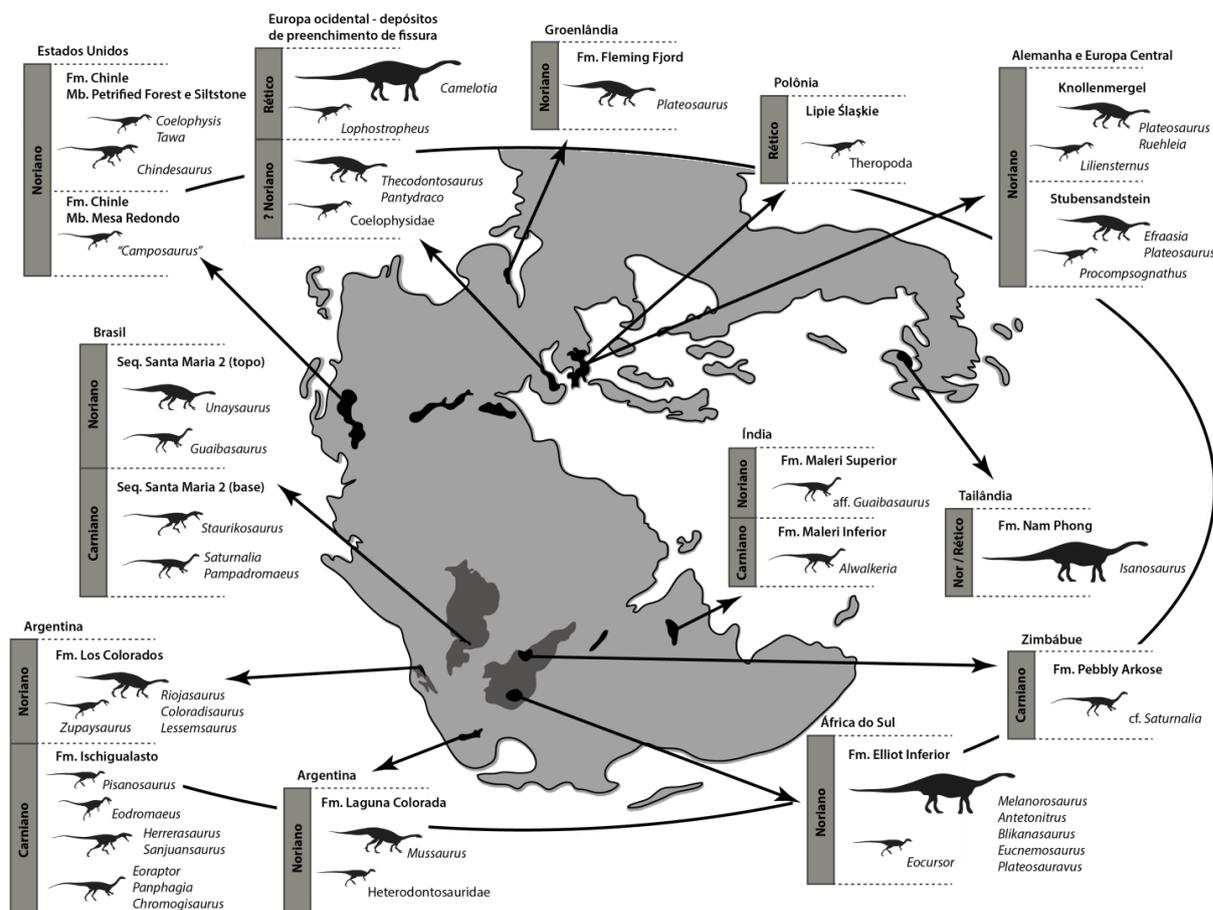 Estados Unidos
Fm. Chinle
Mb. Petrified Forest e Siltstone
Coelophysis
Tawa
Chindesaurus
Fm. Chinle
Mb. Mesa Redondo
"Camposaurus"
Noriano
Europa ocidental - depósitos
de preenchimento de fissura
Rético
Camelotia
Lophostropheus
? Noriano
Thecodontosaurus
Pantydraco
Coelophysidae
Groenlândia
Noriano
Fm. Fleming Fjord
Plateosaurus
Polônia
Rético
Lipie Śląskie
Theropoda
Alemanha e Europa Central
Noriano
Knollenmergel
Plateosaurus
Ruehleia
Liliensternus
Stubensandstein
Efraasia
Plateosaurus
Procompsognathus
Brasil
Noriano
Seq. Santa Maria 2 (topo)
Unaysaurus
Guaibasaurus
Carniano
Seq. Santa Maria 2 (base)
Staurikosaurus
Saturnalia
Pampadromaeus
Índia
Noriano
Fm. Maleri Superior
aff. Guaibasaurus
Carniano
Fm. Maleri Inferior
Alwalkeria
Tailândia
Nor / Rético
Fm. Nam Phong
Isanosaurus
Argentina
Noriano
Fm. Los Colorados
Riojasaurus
Coloradisaurus
Lessemsaurus
Zupaysaurus
Carniano
Fm. Ischigualasto
Pisanosaurus
Eodromaeus
Herrerasaurus
Sanjuansaurus
Eoraptor
Panphagia
Chromogisaurus
Argentina
Noriano
Fm. Laguna Colorada
Mussaurus
Heterodontosauridae
África do Sul
Noriano
Fm. Elliot Inferior
Melanorosaurus
Antetonitrus
Blikanasaurus
Eucnemosaurus
Plateosauravus
Eocursor
Zimbábue
Carniano
Fm. Pebbly Arkose
cf. Saturnalia